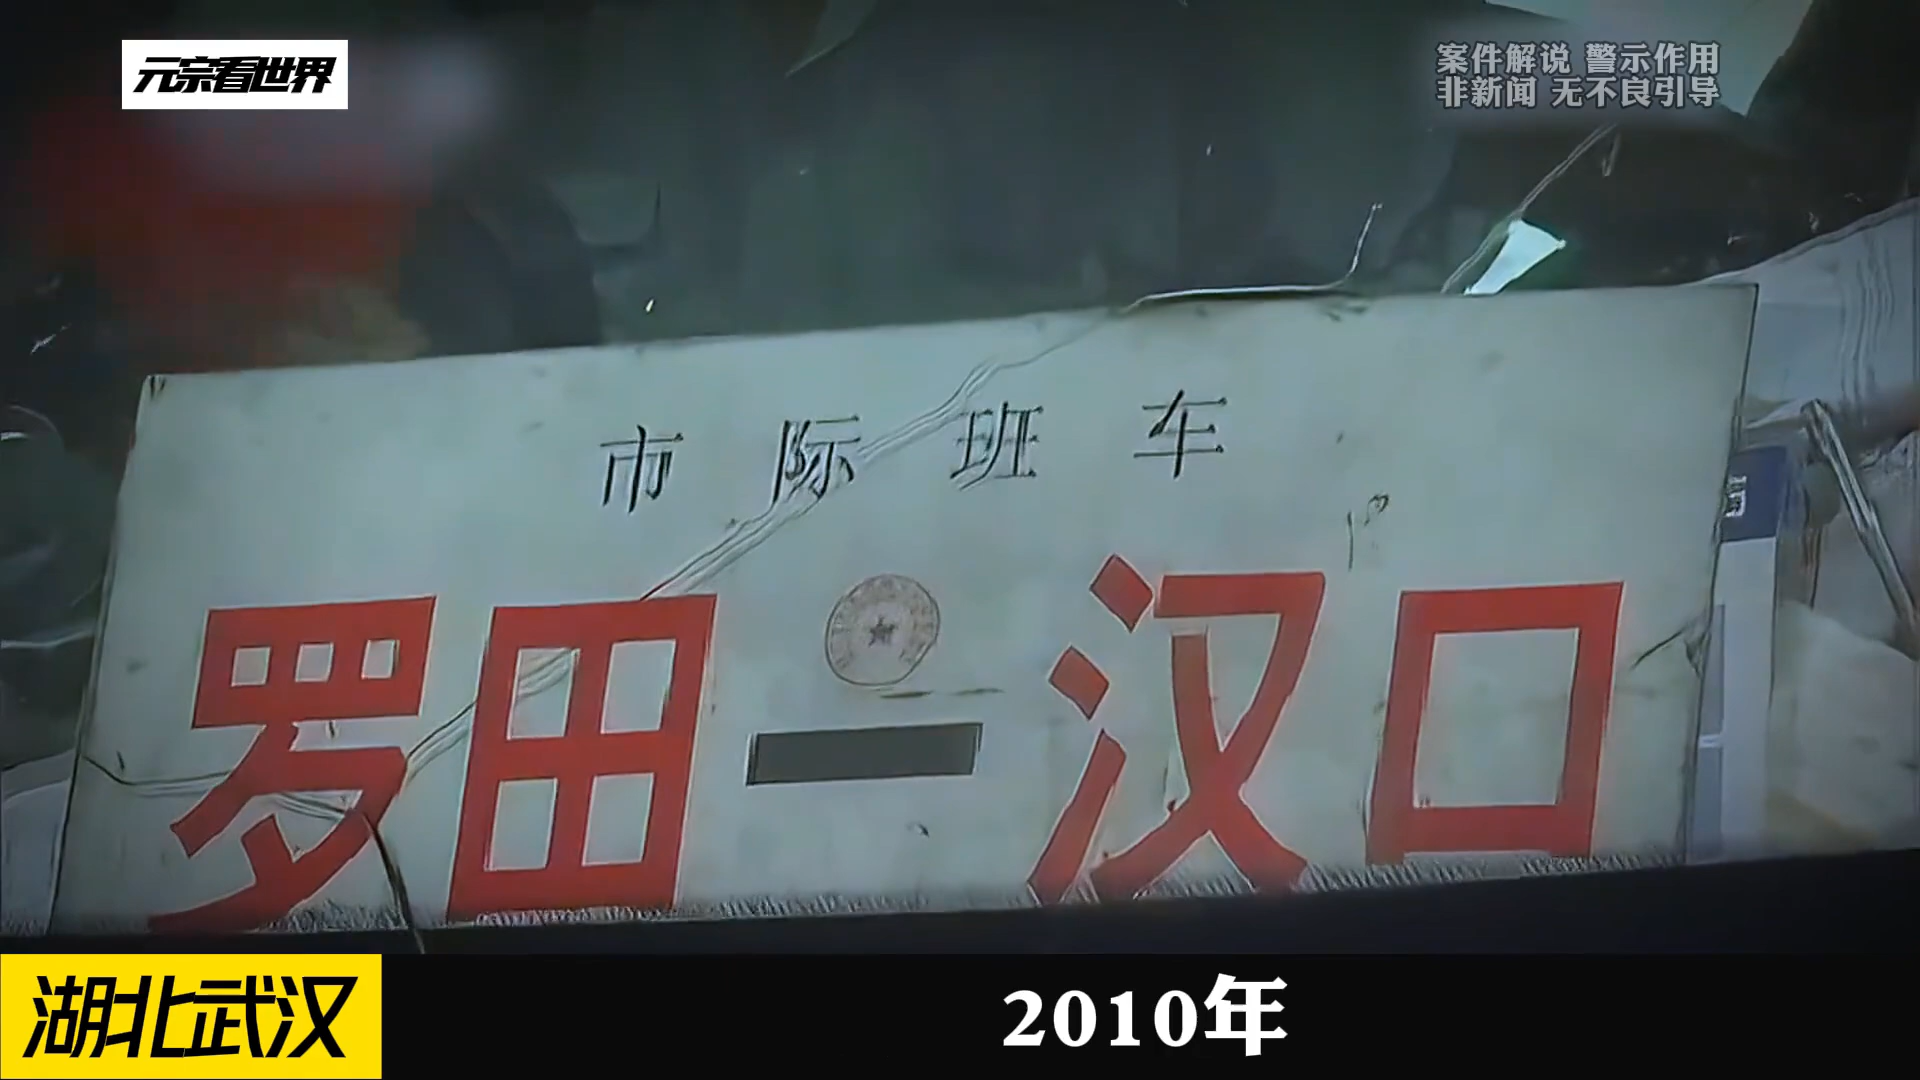 元宗看世界
案件解说 警示作用
非新闻 无不良引导
市际班车
罗田—汉口
湖北武汉
2010年